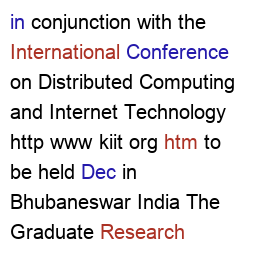 in conjunction with the
International Conference
on Distributed Computing
and Internet Technology
http www kiit org htm to
be held Dec in
Bhubaneswar India The
Graduate Research